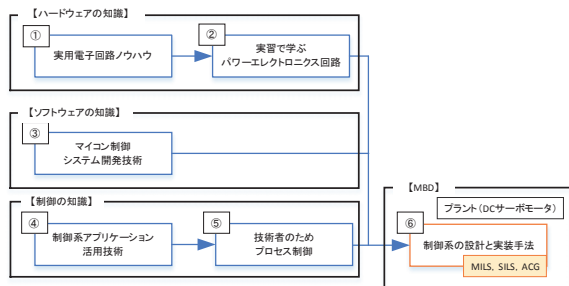 【ハードウェアの知識】
①
実用電子回路ノウハウ
②
実習で学ぶ
パワーエレクトロニクス回路
【ソフトウェアの知識】
③
マイコン制御
システム開発技術
【制御の知識】
④
制御系アプリケーション
活用技術
⑤
技術者のため
プロセス制御
【MBD】
プラント(DCサーボモータ)
⑥
制御系の設計と実装手法
MILS, SILS, ACG